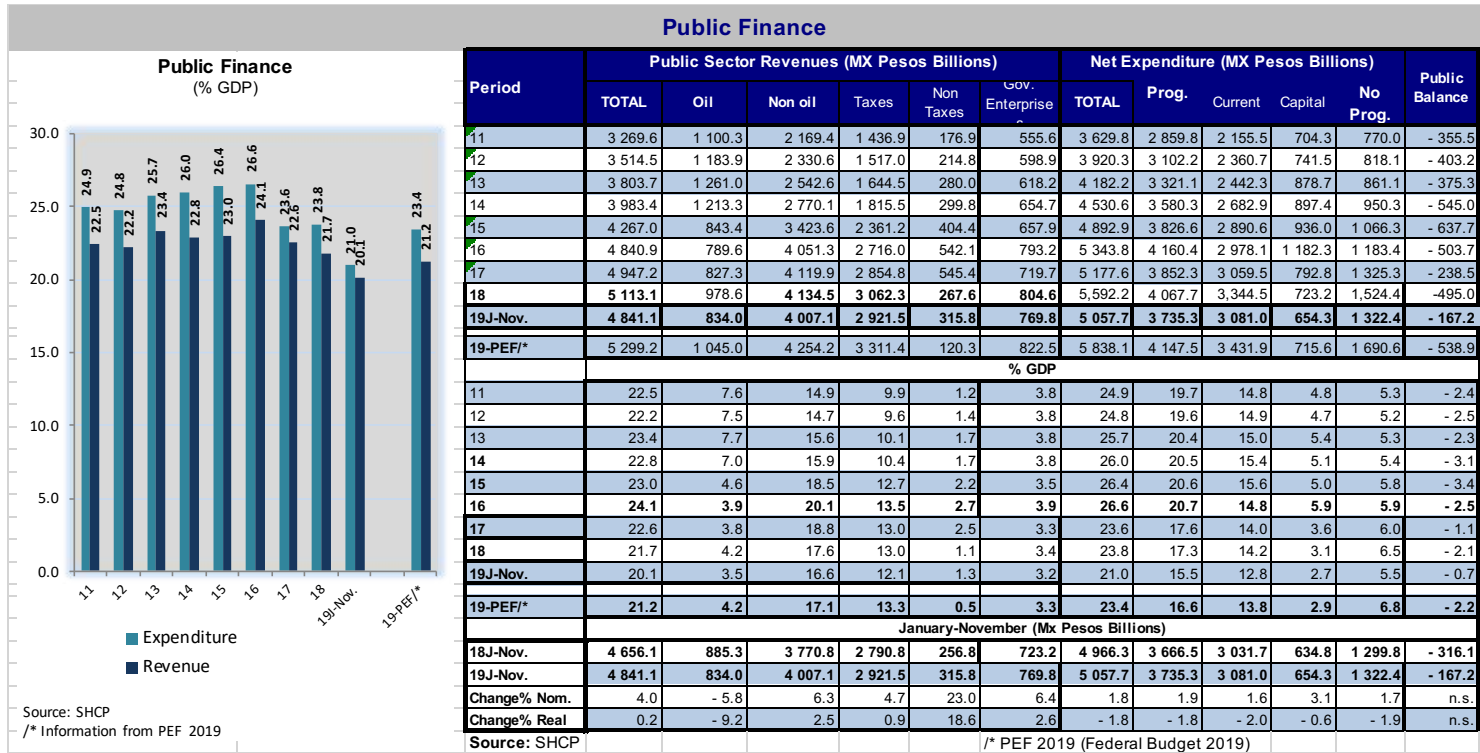 Public Finance
Public Finance
(% GDP)
30.0
25.0
20.0
15.0
10.0
5.0
0.0
24.9 22.5 24.8 22.2 25.7 23.4 26.0 22.8 26.4 23.0 26.6 24.1 23.6 22.6 23.8 21.7 21.0 20.1 23.4 21.2
11 12 13 14 15 16 17 18 19J-Nov. 19-PEF/*
Expenditure
Revenue
Source: SHCP
/* Information from PEF 2019
Period Public Sector Revenues (MX Pesos Billions) Net Expenditure (MX Pesos Billions) Public Balance
TOTAL Oil Non oil Taxes Non Taxes Gov. Enterprise TOTAL Prog. Current Capital No Prog.
11 3 269.6 1 100.3 2 169.4 1 436.9 176.9 555.6 3 629.8 2 859.8 2 155.5 704.3 770.0 - 355.5
12 3 514.5 1 183.9 2 330.6 1 517.0 214.8 598.9 3 920.3 3 102.2 2 360.7 741.5 818.1 - 403.2
13 3 803.7 1 261.0 2 542.6 1 644.5 280.0 618.2 4 182.2 3 321.1 2 442.3 878.7 861.1 - 375.3
14 3 983.4 1 213.3 2 770.1 1 815.5 299.8 654.7 4 530.6 3 580.3 2 682.9 897.4 950.3 - 545.0
15 4 267.0 843.4 3 423.6 2 361.2 404.4 657.9 4 892.9 3 826.6 2 890.6 936.0 1 066.3 - 637.7
16 4 840.9 789.6 4 051.3 2 716.0 542.1 793.2 5 343.8 4 160.4 2 978.1 1 182.3 1 183.4 - 503.7
17 4 947.2 827.3 4 119.9 2 854.8 545.4 719.7 5 177.6 3 852.3 3 059.5 792.8 1 325.3 - 238.5
18 5 113.1 978.6 4 134.5 3 062.3 267.6 804.6 5,592.2 4 067.7 3,344.5 723.2 1,524.4 -495.0
19J-Nov. 4 841.1 834.0 4 007.1 2 921.5 315.8 769.8 5 057.7 3 735.3 3 081.0 654.3 1 322.4 - 167.2
19-PEF/* 5 299.2 1 045.0 4 254.2 3 311.4 120.3 822.5 5 838.1 4 147.5 3 431.9 715.6 1 690.6 - 538.9
% GDP
11 22.5 7.6 14.9 9.9 1.2 3.8 24.9 19.7 14.8 4.8 5.3 - 2.4
12 22.2 7.5 14.7 9.6 1.4 3.8 24.8 19.6 14.9 4.7 5.2 - 2.5
13 23.4 7.7 15.6 10.1 1.7 3.8 25.7 20.4 15.0 5.4 5.3 - 2.3
14 22.8 7.0 15.9 10.4 1.7 3.8 26.0 20.5 15.4 5.1 5.4 - 3.1
15 23.0 4.6 18.5 12.7 2.2 3.5 26.4 20.6 15.6 5.0 5.8 - 3.4
16 24.1 3.9 20.1 13.5 2.7 3.9 26.6 20.7 14.8 5.9 5.9 - 2.5
17 22.6 3.8 18.8 13.0 2.5 3.3 23.6 17.6 14.0 3.6 6.0 - 1.1
18 21.7 4.2 17.6 13.0 1.1 3.4 23.8 17.3 14.2 3.1 6.5 - 2.1
19J-Nov. 20.1 3.5 16.6 12.1 1.3 3.2 21.0 15.5 12.8 2.7 5.5 - 0.7
19-PEF/* 21.2 4.2 17.1 13.3 0.5 3.3 23.4 16.6 13.8 2.9 6.8 - 2.2
January-November (Mx Pesos Billions)
18J-Nov. 4 656.1 885.3 3 770.8 2 790.8 256.8 723.2 4 966.3 3 666.5 3 031.7 634.8 1 299.8 - 316.1
19J-Nov. 4 841.1 834.0 4 007.1 2 921.5 315.8 769.8 5 057.7 3 735.3 3 081.0 654.3 1 322.4 - 167.2
Change% Nom. 4.0 - 5.8 6.3 4.7 23.0 6.4 1.8 1.9 1.6 3.1 1.7 n.s.
Change% Real 0.2 - 9.2 2.5 0.9 18.6 2.6 - 1.8 - 1.8 - 2.0 - 0.6 - 1.9 n.s.
Source: SHCP /* PEF 2019 (Federal Budget 2019)